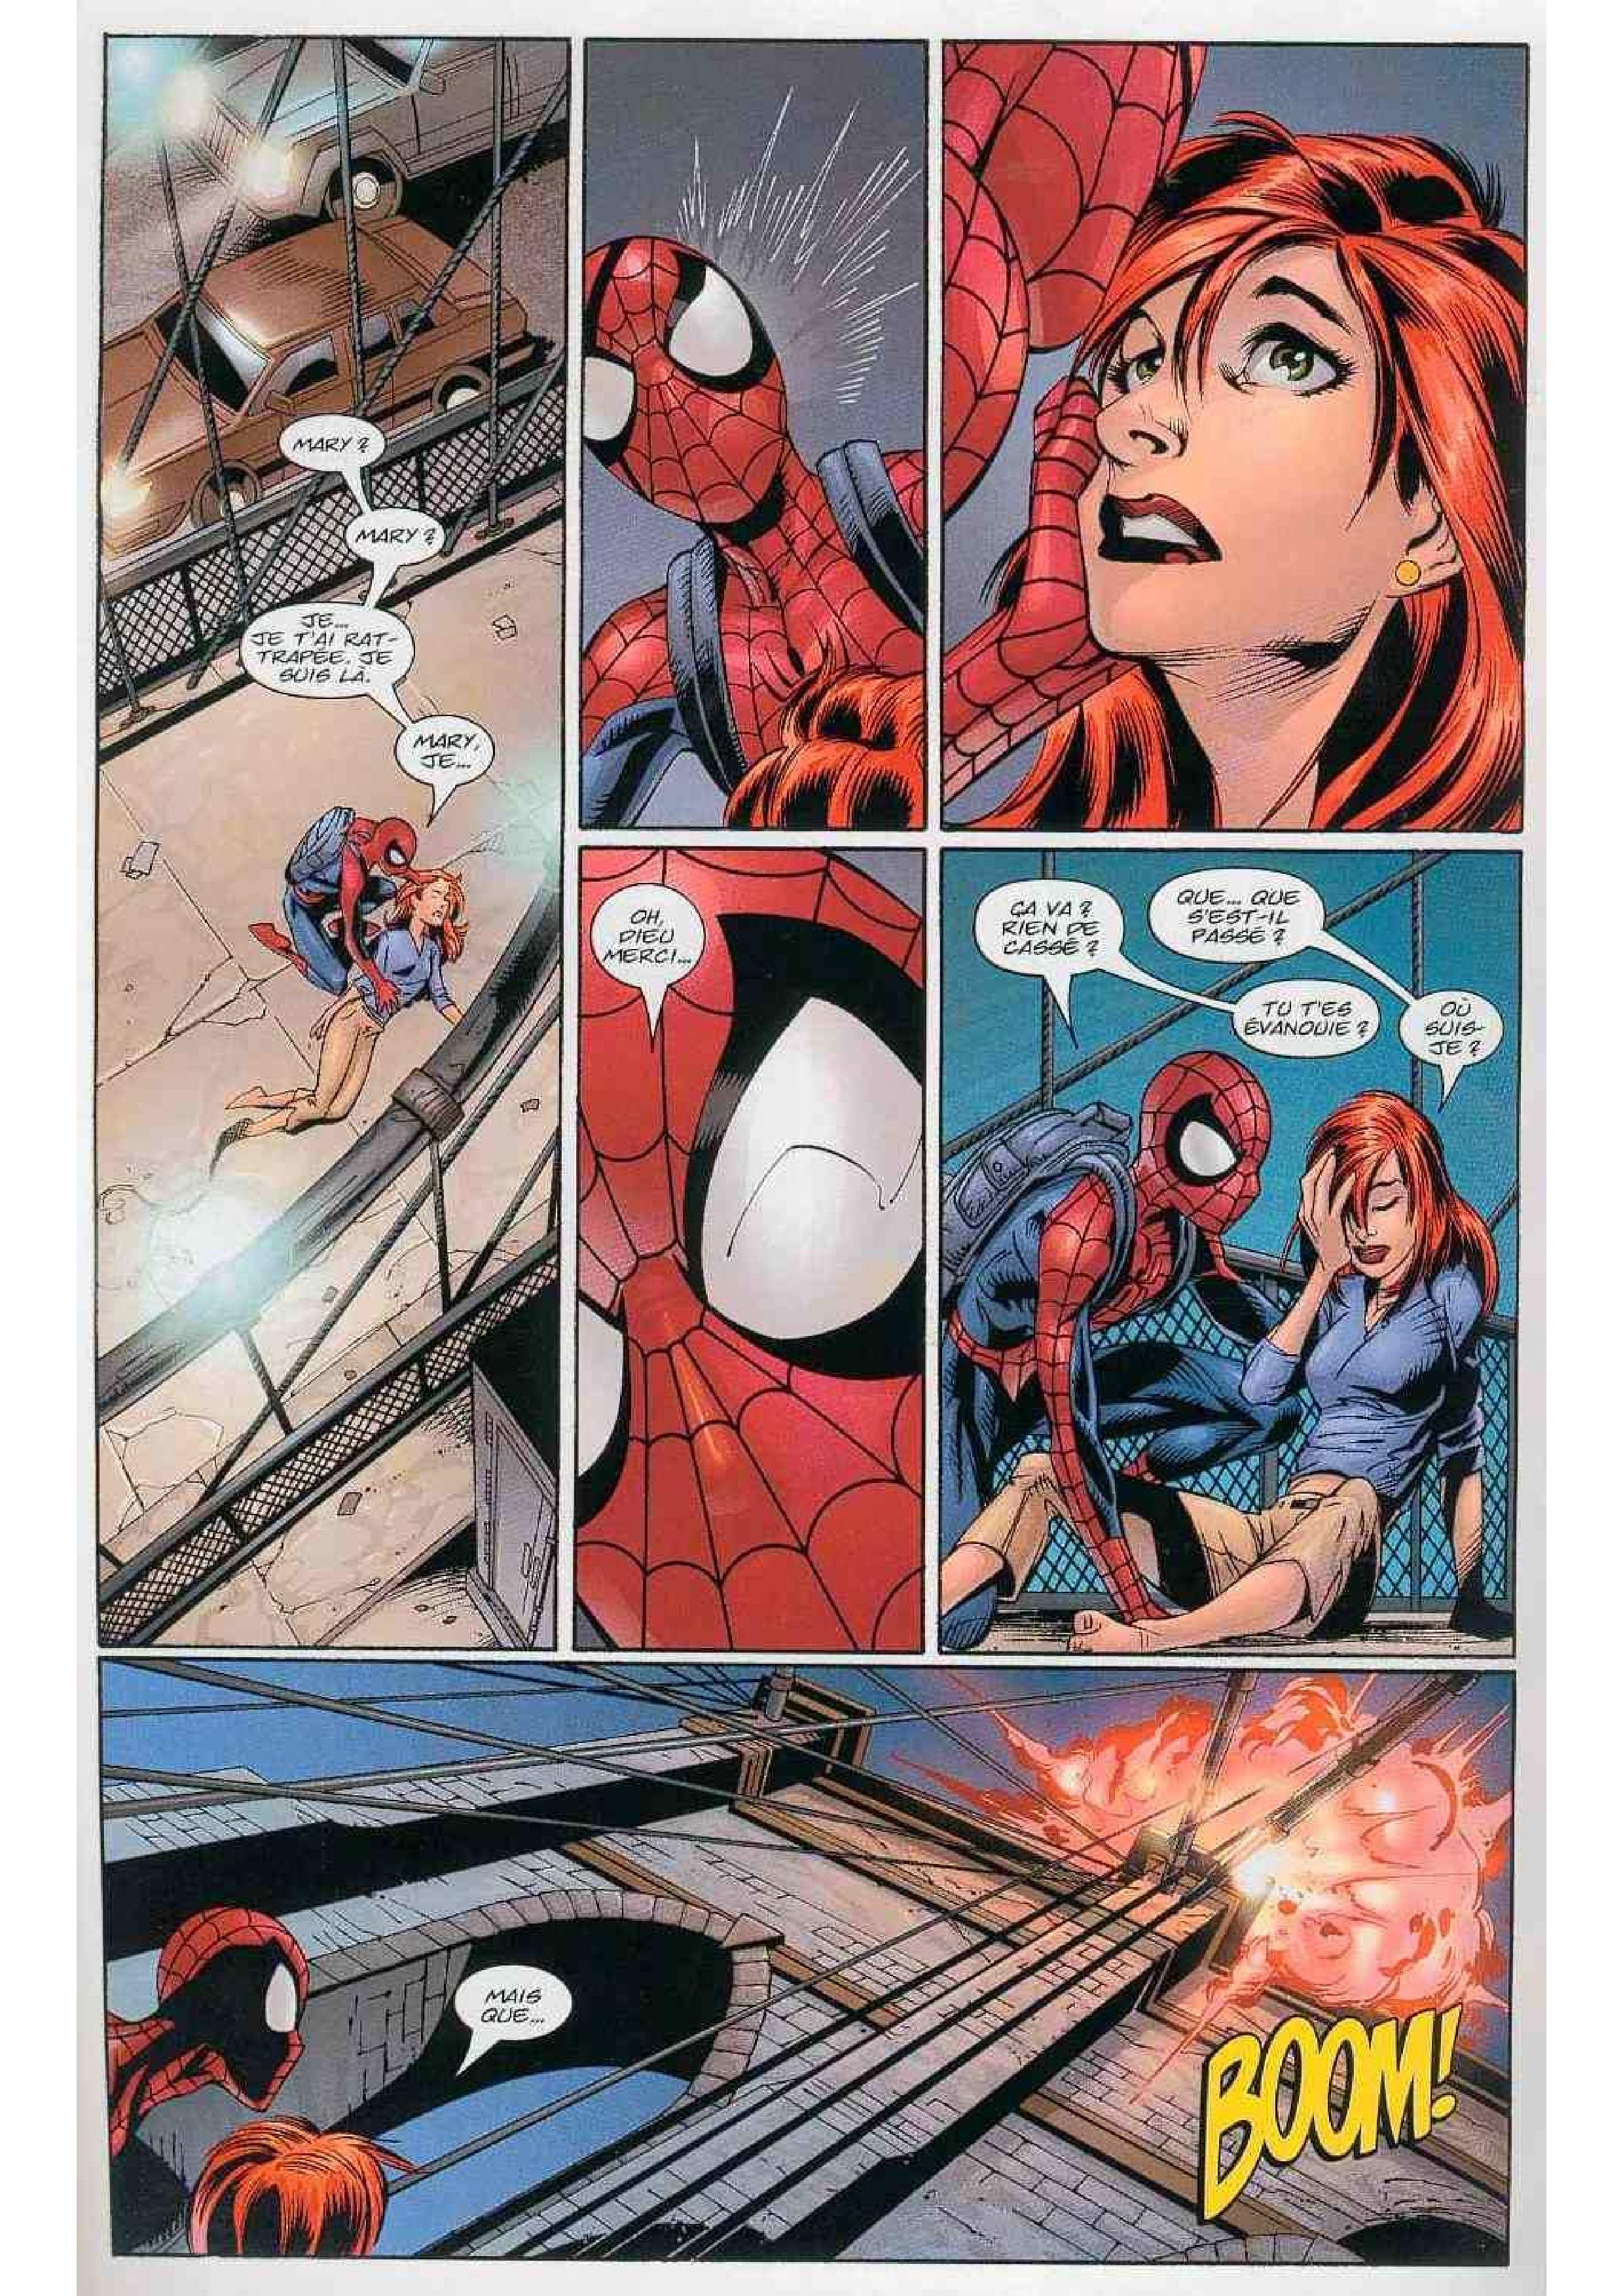 MARY ?
MARY ?
JE...
JE T'AI RAT-
TRAPÉE. JE
SUIS LÀ.
MARY,
JE...
OH,
DIEU
MERCI...
ÇA VA ?
RIEN DE
CASSÉ ?
QUE... QUE
S'EST-IL
PASSÉ ?
TU T'ES
ÉVANOUIE ?
OÙ
SUIS-
JE ?
MAIS
QUE...
BOOM!